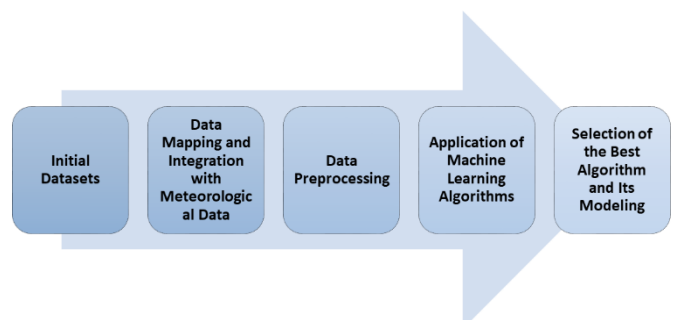 Initial
Datasets
Data
Mapping and
Integration
with
Meteorologic
al Data
Data
Preprocessing
Application of
Machine
Learning
Algorithms
Selection of
the Best
Algorithm
and Its
Modeling